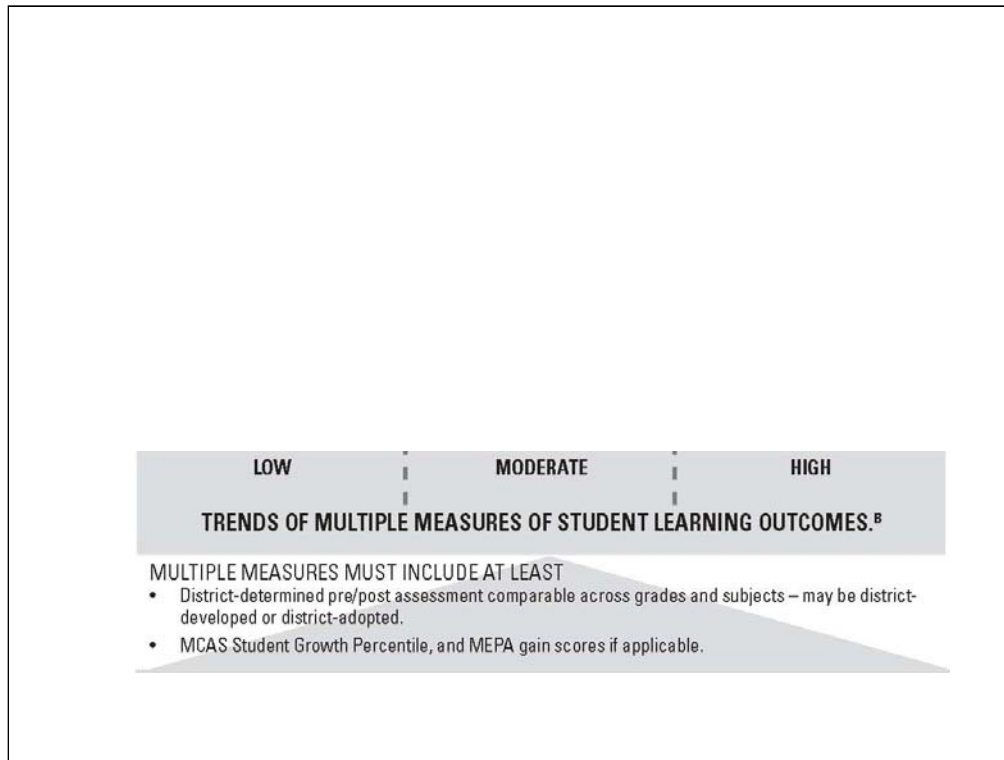 LOW MODERATE HIGH
TRENDS OF MULTIPLE MEASURES OF STUDENT LEARNING OUTCOMES.ᴮ
MULTIPLE MEASURES MUST INCLUDE AT LEAST
• District-determined pre/post assessment comparable across grades and subjects – may be district-
developed or district-adopted.
• MCAS Student Growth Percentile, and MEPA gain scores if applicable.